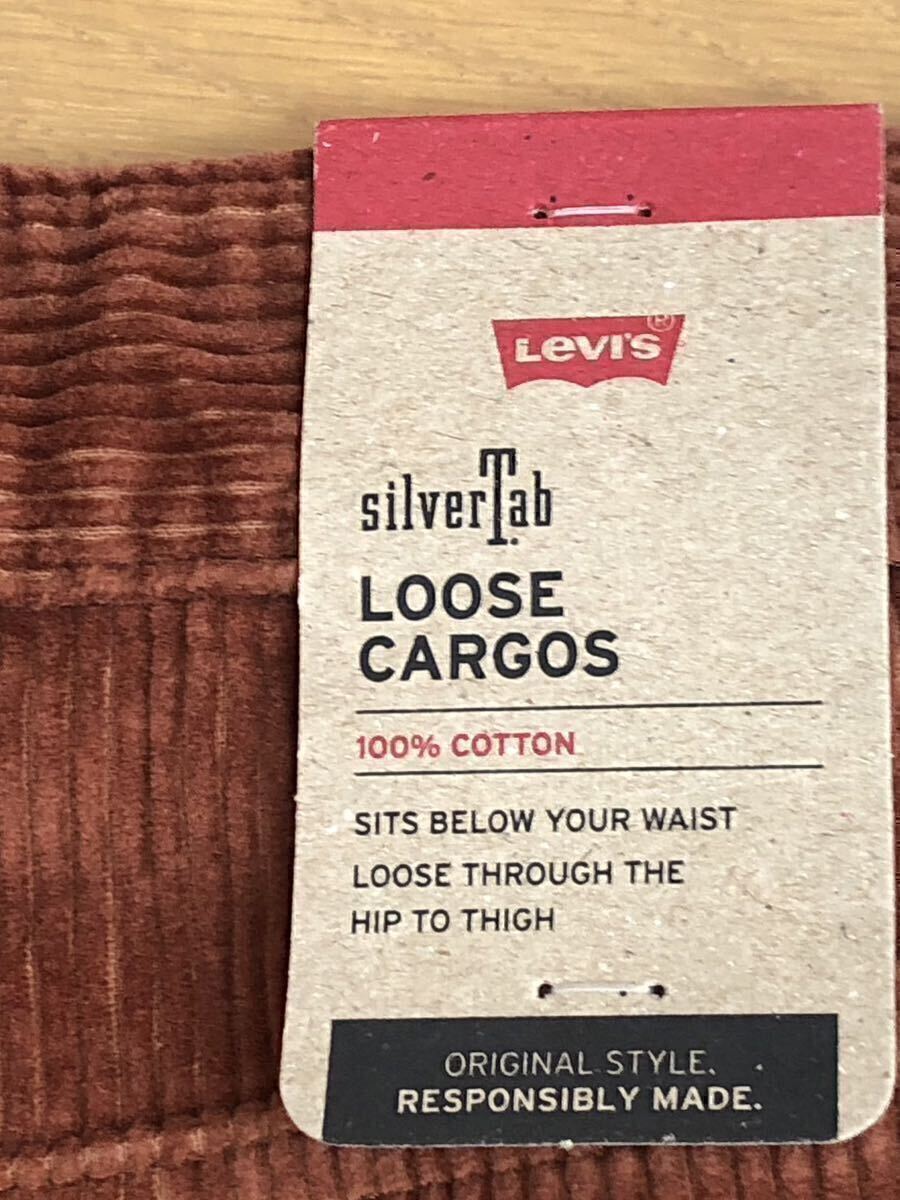 Levi's®
silverTab
LOOSE
CARGOS
100% COTTON
SITS BELOW YOUR WAIST
LOOSE THROUGH THE
HIP TO THIGH
ORIGINAL STYLE.
RESPONSIBLY MADE.